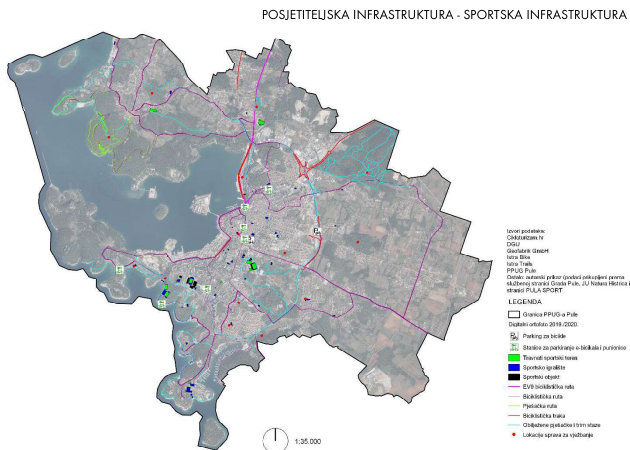 POSJETITELJSKA INFRASTRUKTURA - SPORTSKA INFRASTRUKTURA
Izvori podataka:
Cikloturizam.hr
DGU
Geofabrik GmbH
Istra Bike
Istra Trails
PPUG Pule
Ostalo: autorski prikaz (podaci prikupljeni prema
službenoj stranici Grada Pule, JU Natura Histrica i
stranici PULA SPORT
LEGENDA
Granica PPUG-a Pule
Digitalni ortofoto 2019./2020.
Parking za bicikle
Stanice za parkiranje e-bicikala i punionice
Travnati sportski teren
Sportsko igralište
Sportski objekt
EV8 biciklistička ruta
Biciklistička ruta
Pješačka ruta
Biciklistička traka
Obilježene pješačke i trim staze
Lokacije sprava za vježbanje
1:35.000